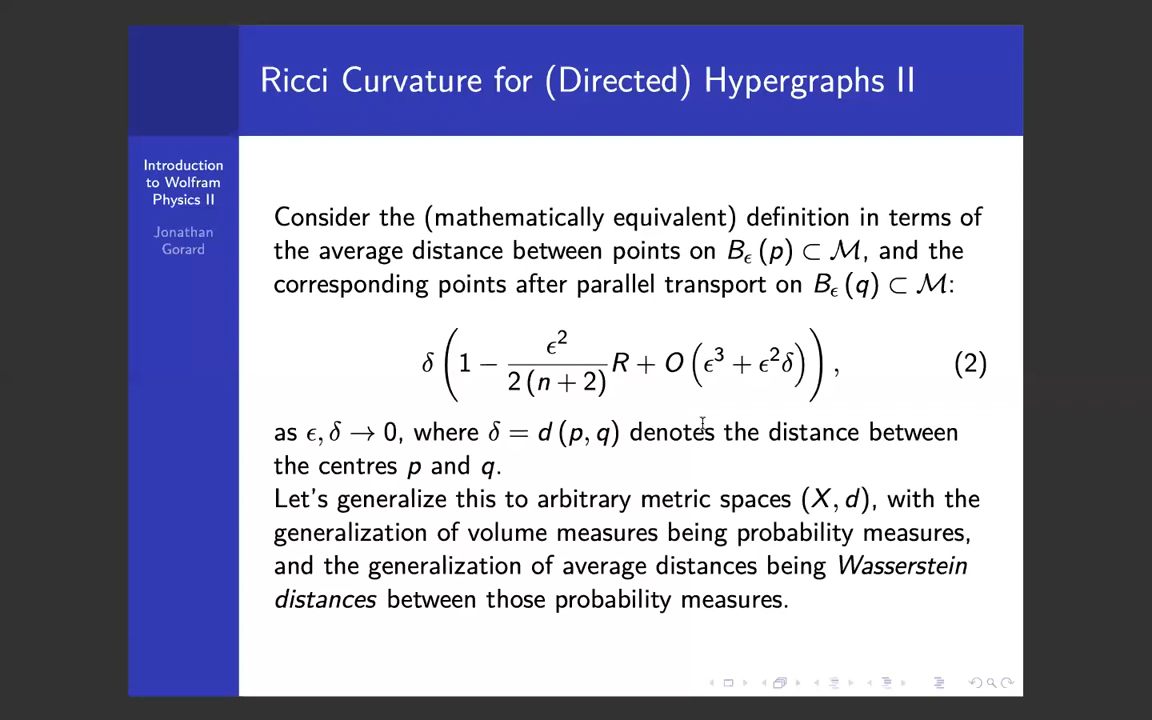 Ricci Curvature for (Directed) Hypergraphs II
Introduction
to Wolfram
Physics II
Jonathan
Gorard
Consider the (mathematically equivalent) definition in terms of
the average distance between points on B_ϵ (p) ⊂ ℳ, and the
corresponding points after parallel transport on B_ϵ (q) ⊂ ℳ:
δ (1 − ϵ² / (2 (n + 2)) R + O (ϵ³ + ϵ²δ)), (2)
as ϵ, δ → 0, where δ = d (p, q) denotes the distance between
the centres p and q.
Let's generalize this to arbitrary metric spaces (X, d), with the
generalization of volume measures being probability measures,
and the generalization of average distances being Wasserstein
distances between those probability measures.